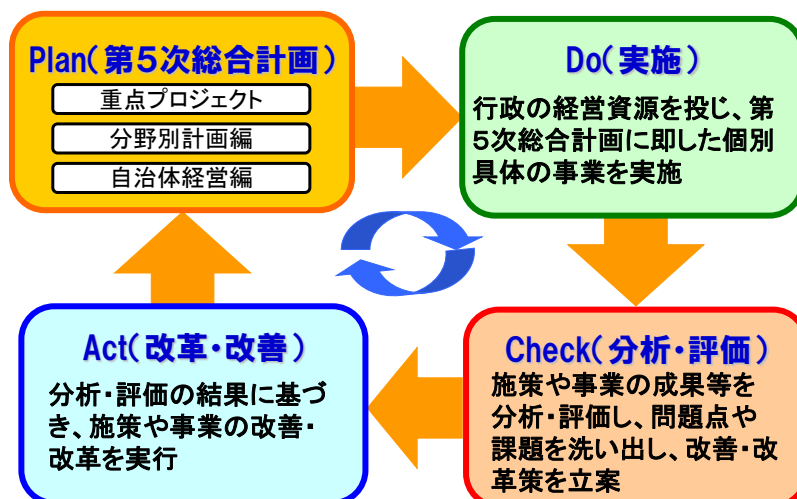 Plan(第5次総合計画)
重点プロジェクト
分野別計画編
自治体経営編
Do(実施)
行政の経営資源を投じ、第
5次総合計画に即した個別
具体の事業を実施
Act(改革・改善)
分析・評価の結果に基づ
き、施策や事業の改善・
改革を実行
Check(分析・評価)
施策や事業の成果等を
分析・評価し、問題点や
課題を洗い出し、改善・改
革策を立案